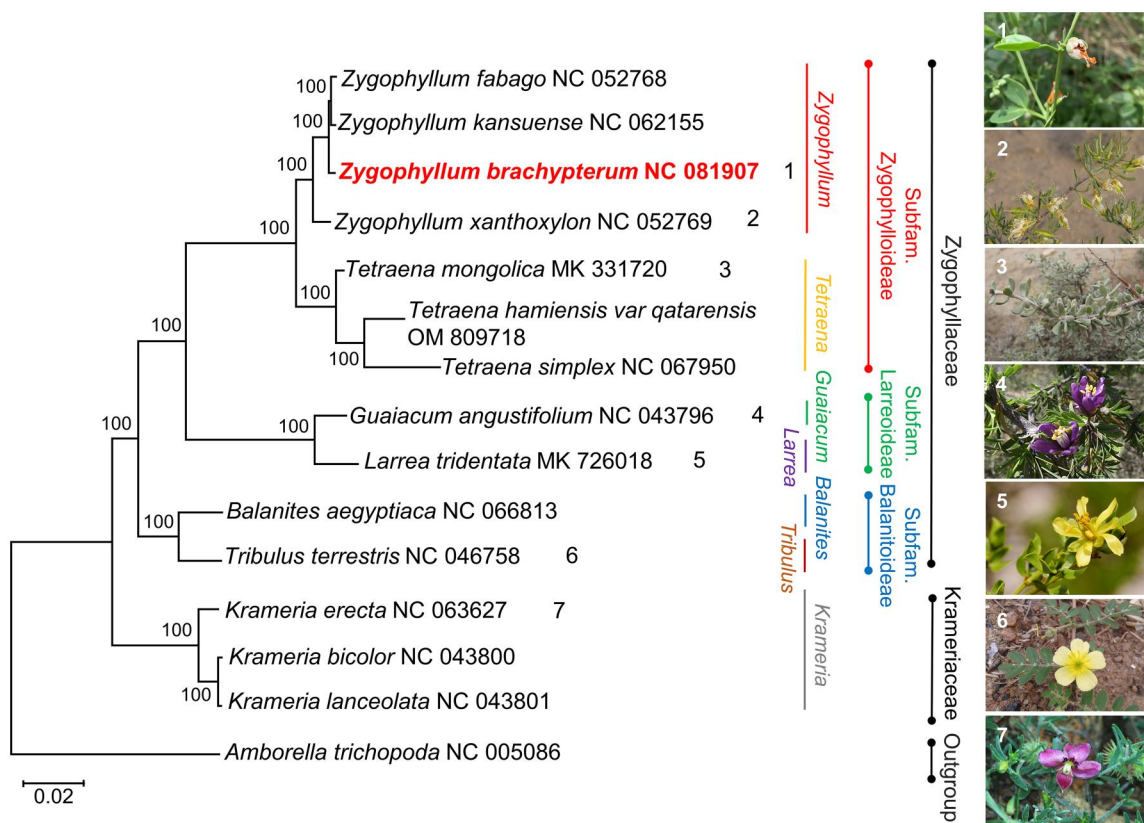 Zygophyllum fabago NC 052768
Zygophyllum kansuense NC 062155
Zygophyllum brachypterum NC 081907 1
Zygophyllum xanthoxylon NC 052769 2
Tetraena mongolica MK 331720 3
Tetraena hamiensis var qatarensis
OM 809718
Tetraena simplex NC 067950
Guaiacum angustifolium NC 043796 4
Larrea tridentata MK 726018 5
Balanites aegyptiaca NC 066813
Tribulus terrestris NC 046758 6
Krameria erecta NC 063627 7
Krameria bicolor NC 043800
Krameria lanceolata NC 043801
Amborella trichopoda NC 005086
100
100
100
100
100
100
100
100
100
100
100
100
0.02
Zygophyllum
Tetraena
Guaiacum
Larrea
Balanites
Tribulus
Krameria
Subfam.
Zygophylloideae
Subfam.
Larreoideae
Subfam.
Balanitoideae
Zygophyllaceae
Krameriaceae
Outgroup
1
2
3
4
5
6
7